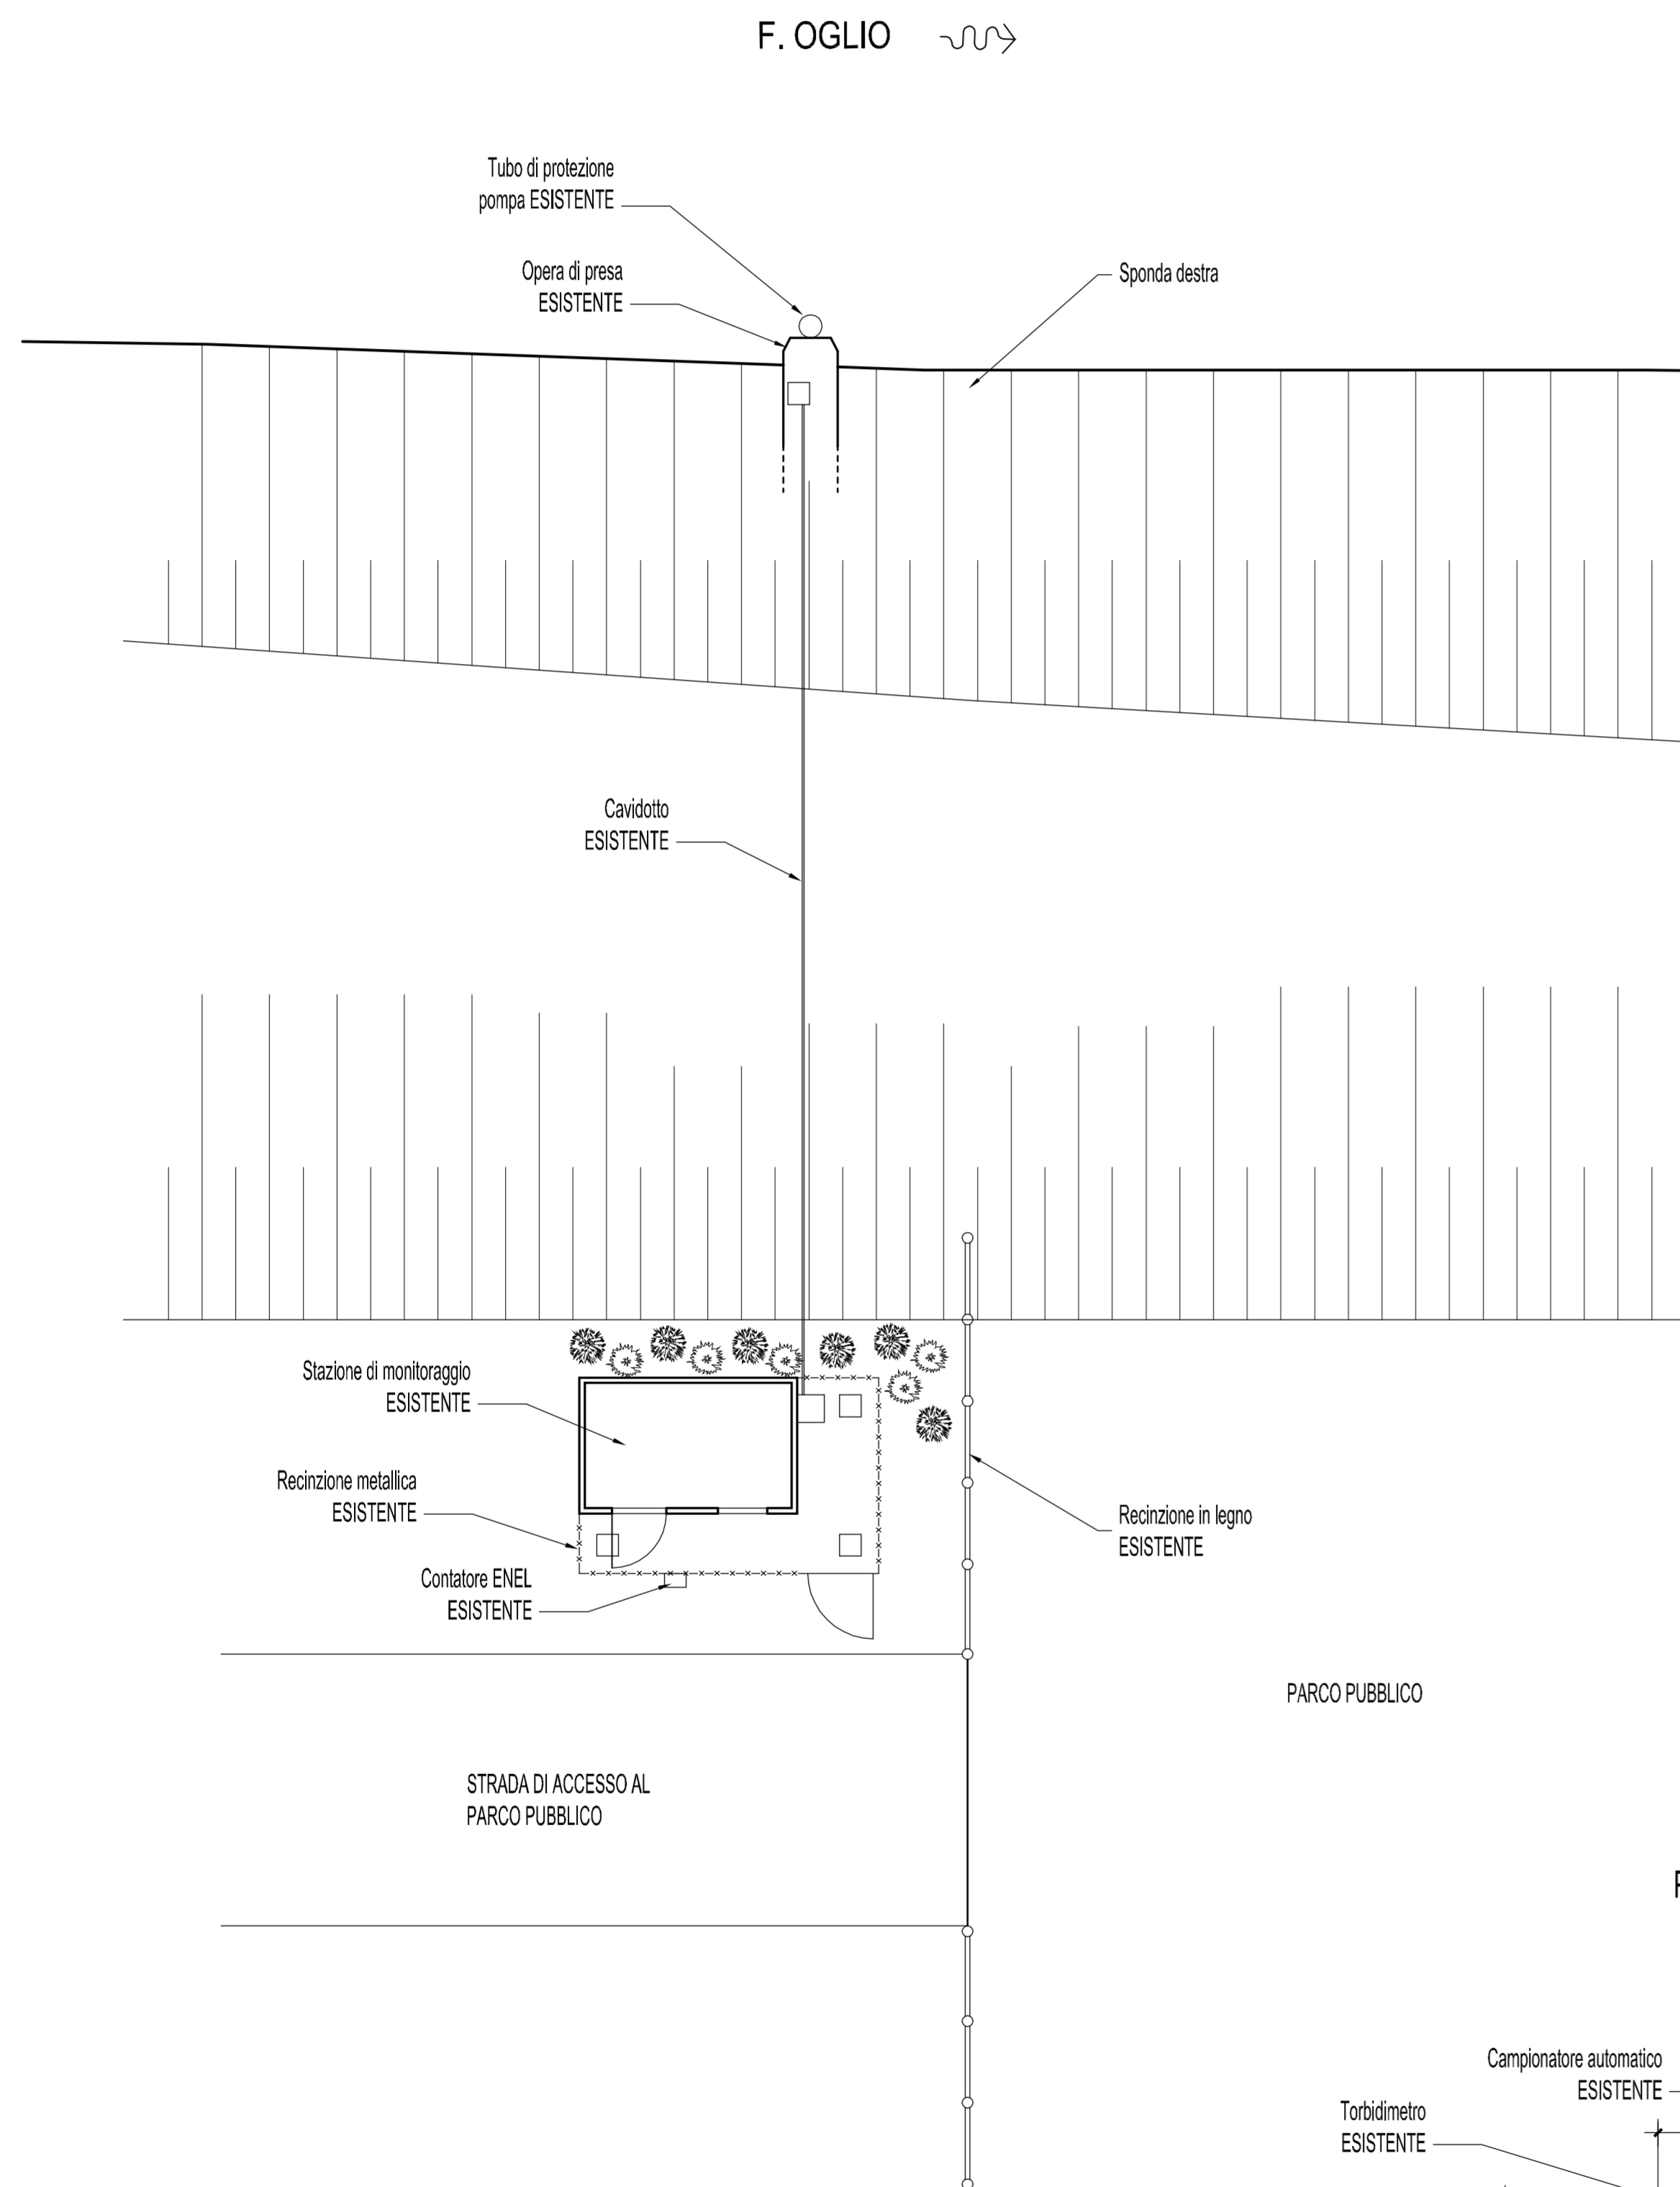 F. OGLIO
Tubo di protezione
pompa ESISTENTE
Opera di presa
ESISTENTE
Sponda destra
Cavidotto
ESISTENTE
Stazione di monitoraggio
ESISTENTE
Recinzione metallica
ESISTENTE
Recinzione in legno
ESISTENTE
Contatore ENEL
ESISTENTE
PARCO PUBBLICO
STRADA DI ACCESSO AL
PARCO PUBBLICO
Campionatore automatico
ESISTENTE
Torbidimetro
ESISTENTE